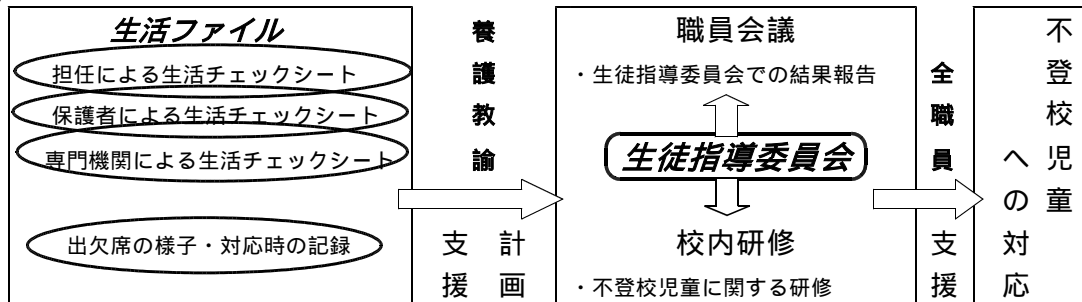 生活ファイル
担任による生活チェックシート
保護者による生活チェックシート
専門機関による生活チェックシート
出欠席の様子・対応時の記録
養護教諭
支援
計画
職員会議
・生徒指導委員会での結果報告
生徒指導委員会
校内研修
・不登校児童に関する研修
全職員
支援
不登校児童
への対応